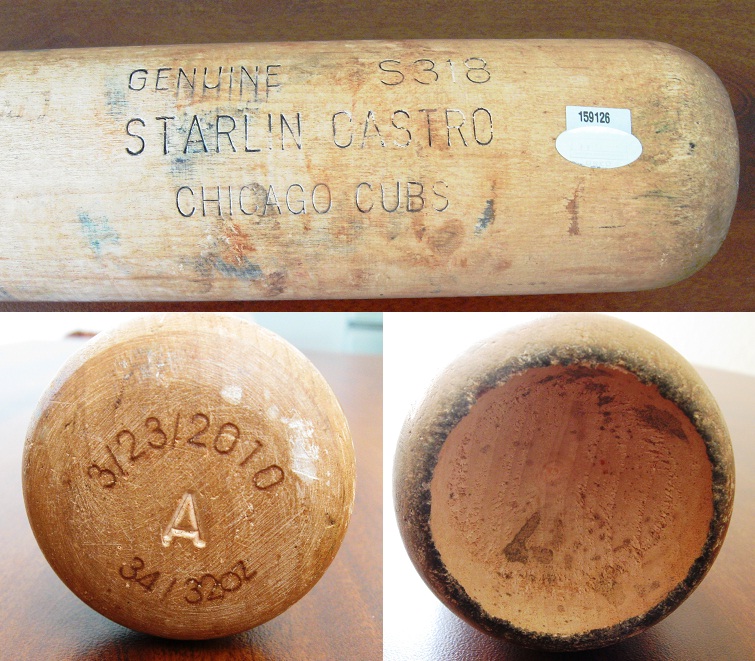 GENUINE S318
STARLIN CASTRO
CHICAGO CUBS
159126
3/23/2010
A
34/32oz